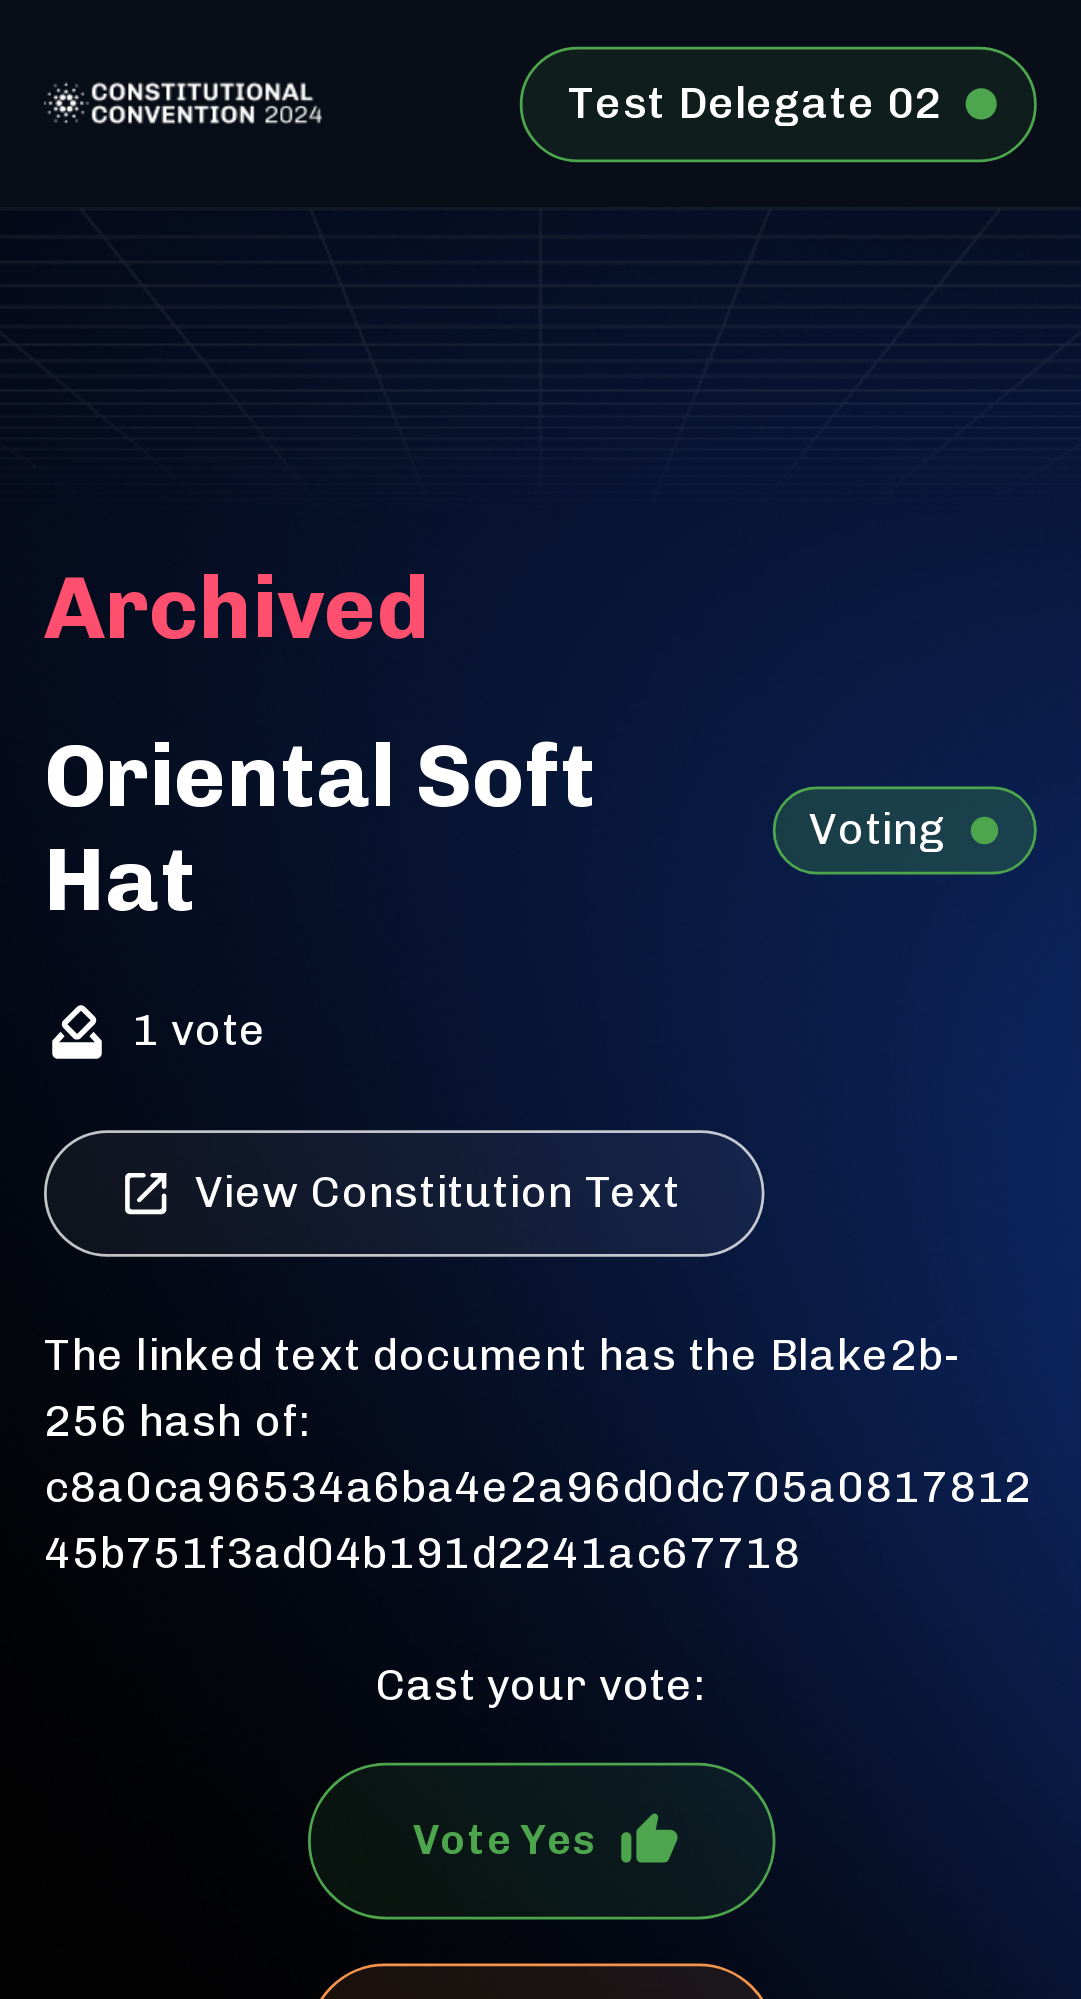 CONSTITUTIONAL
CONVENTION 2024
Test Delegate 02
Archived
Oriental Soft
Hat
Voting
1 vote
View Constitution Text
The linked text document has the Blake2b-
256 hash of:
c8a0ca96534a6ba4e2a96d0dc705a0817812
45b751f3ad04b191d2241ac67718
Cast your vote:
Vote Yes